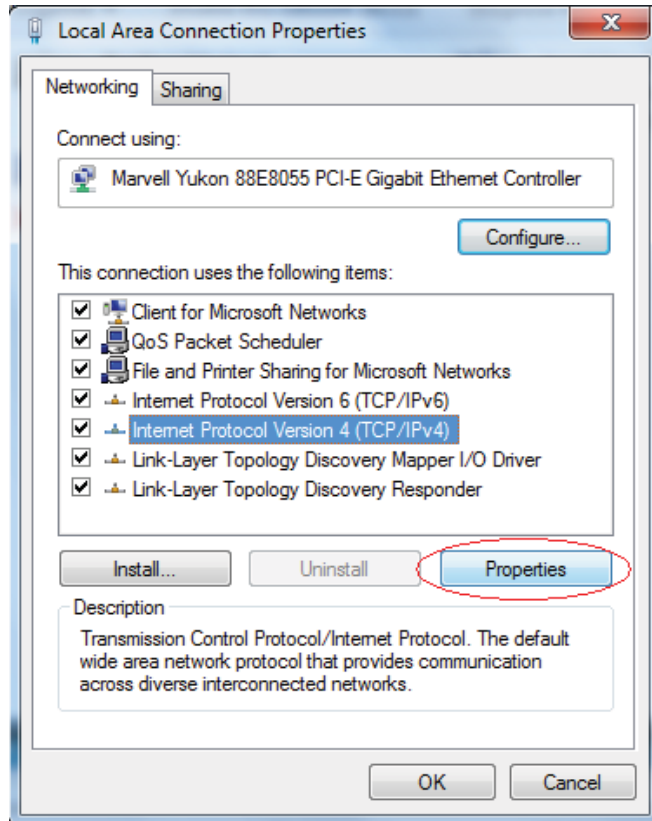 Local Area Connection Properties
Networking Sharing
Connect using:
Marvell Yukon 88E8055 PCI-E Gigabit Ethernet Controller
Configure...
This connection uses the following items:
Client for Microsoft Networks
QoS Packet Scheduler
File and Printer Sharing for Microsoft Networks
Internet Protocol Version 6 (TCP/IPv6)
Internet Protocol Version 4 (TCP/IPv4)
Link-Layer Topology Discovery Mapper I/O Driver
Link-Layer Topology Discovery Responder
Install... Uninstall Properties
Description
Transmission Control Protocol/Internet Protocol. The default
wide area network protocol that provides communication
across diverse interconnected networks.
OK Cancel